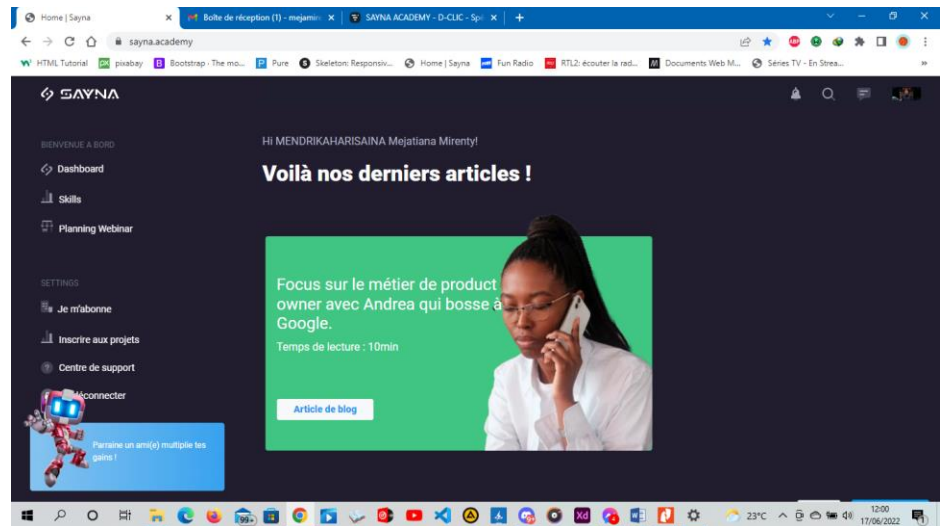 Home | Sayna
Boîte de réception (1) - mejamin
SAYNA ACADEMY - D-CLIC - Spé
sayna.academy
HTML Tutorial
pixabay
Bootstrap · The mo...
Pure
Skeleton: Responsiv...
Home | Sayna
Fun Radio
RTL2: écouter la rad...
Documents Web M...
Séries TV - En Strea...
SAYNA
BIENVENUE A BORD
Dashboard
Skills
Planning Webinar
SETTINGS
Je m'abonne
Inscrire aux projets
Centre de support
déconnecter
Parraine un ami(e) multiplie tes
gains !
Hi MENDRIKAHARISAINA Mejatiana Mirenty!
Voilà nos derniers articles !
Focus sur le métier de product
owner avec Andrea qui bosse à
Google.
Temps de lecture : 10min
Article de blog
99+
23°C
12:00
17/06/2022